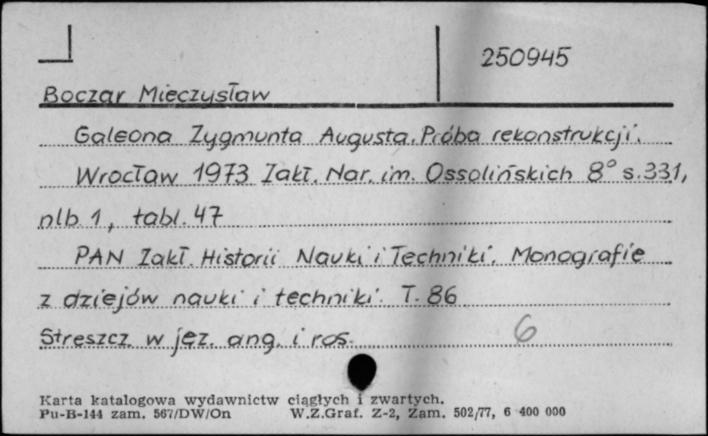 250945
Boczar Mieczysław
Galeona Zygmunta Augusta. Próba rekonstrukcji.
Wrocław 1973 Zakł. Nar. im. Ossolińskich 8° s. 331,
nlb. 1, tabl. 47
PAN Zakł. Historii Nauki i Techniki. Monografie
z dziejów nauki i techniki. T. 86
Streszcz. w jęz. ang. i ros.
6
Karta katalogowa wydawnictw ciągłych i zwartych.
Pu-B-144 zam. 567/DW/On W.Z.Graf. Z-2, Zam. 502/77, 6 400 000